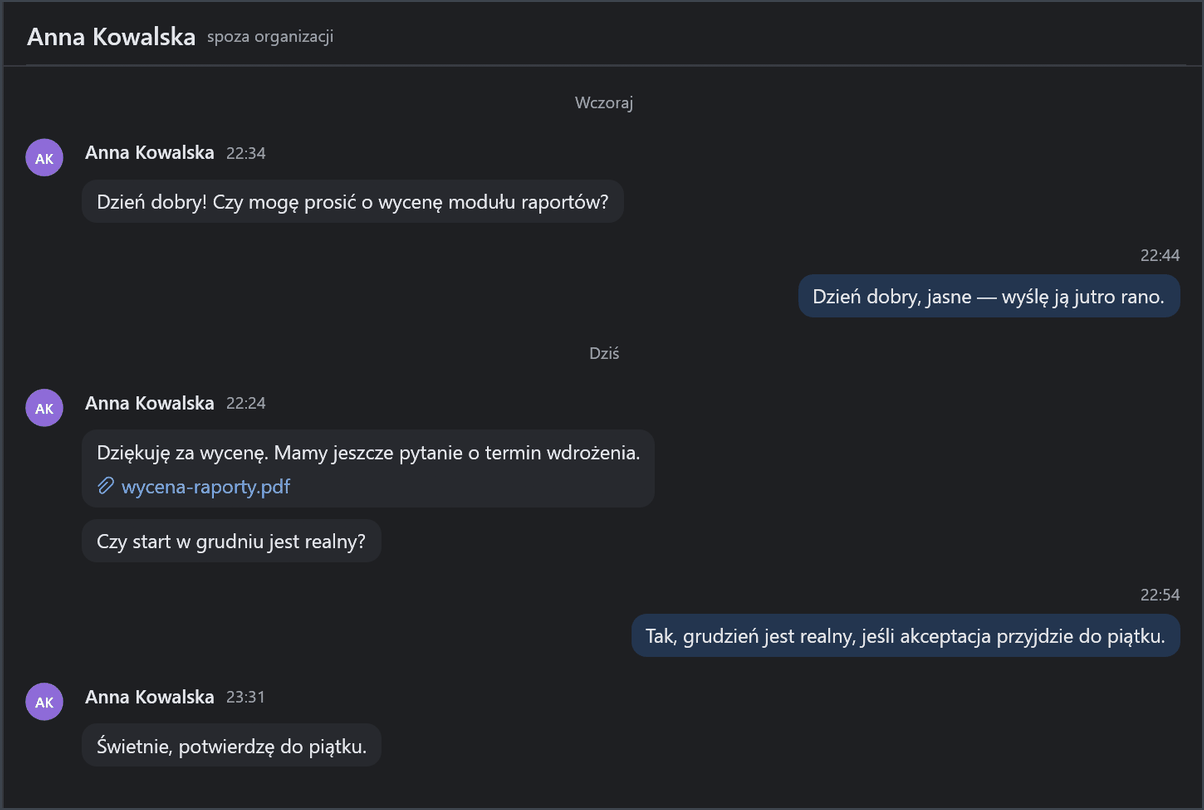 Anna Kowalska spoza organizacji
Wczoraj
AK Anna Kowalska 22:34
Dzień dobry! Czy mogę prosić o wycenę modułu raportów?
22:44
Dzień dobry, jasne — wyślę ją jutro rano.
Dziś
AK Anna Kowalska 22:24
Dziękuję za wycenę. Mamy jeszcze pytanie o termin wdrożenia.
wycena-raporty.pdf
Czy start w grudniu jest realny?
22:54
Tak, grudzień jest realny, jeśli akceptacja przyjdzie do piątku.
AK Anna Kowalska 23:31
Świetnie, potwierdzę do piątku.